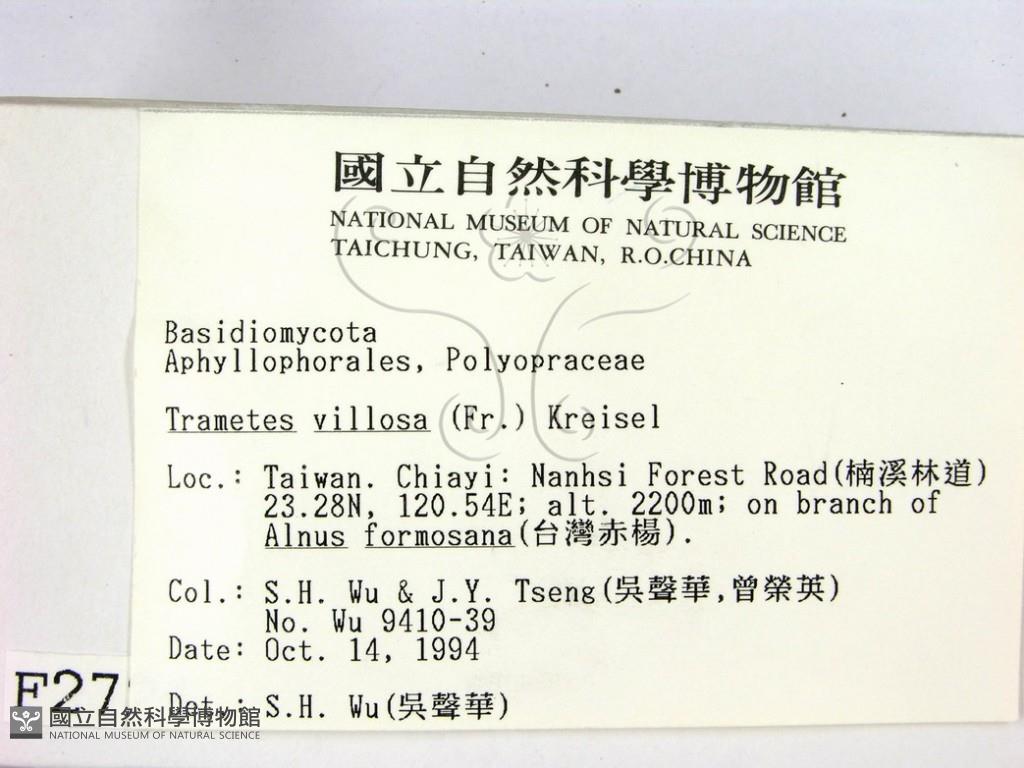 國立自然科學博物館
NATIONAL MUSEUM OF NATURAL SCIENCE
TAICHUNG, TAIWAN, R.O.CHINA
Basidiomycota
Aphyllophorales, Polyopraceae
Trametes villosa (Fr.) Kreisel
Loc.: Taiwan. Chiayi: Nanhsi Forest Road(楠溪林道)
23.28N, 120.54E; alt. 2200m; on branch of
Alnus formosana(台灣赤楊).
Col.: S.H. Wu & J.Y. Tseng(吳聲華,曾榮英)
No. Wu 9410-39
Date: Oct. 14, 1994
Det.: S.H. Wu(吳聲華)
F27
國立自然科學博物館
NATIONAL MUSEUM OF NATURAL SCIENCE